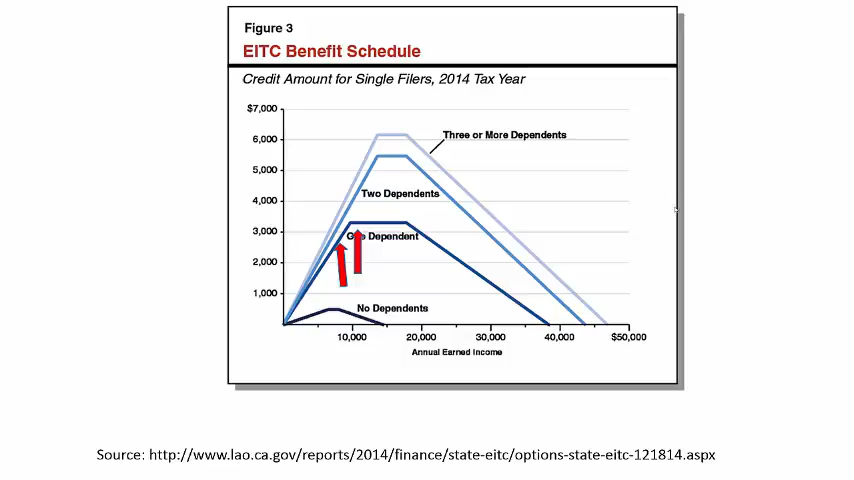 Figure 3
EITC Benefit Schedule
Credit Amount for Single Filers, 2014 Tax Year
$7,000
6,000
5,000
4,000
3,000
2,000
1,000
Three or More Dependents
Two Dependents
Dependent
No Dependents
10,000 20,000 30,000 40,000 $50,000
Annual Earned Income
Source: http://www.lao.ca.gov/reports/2014/finance/state-eitc/options-state-eitc-121814.aspx